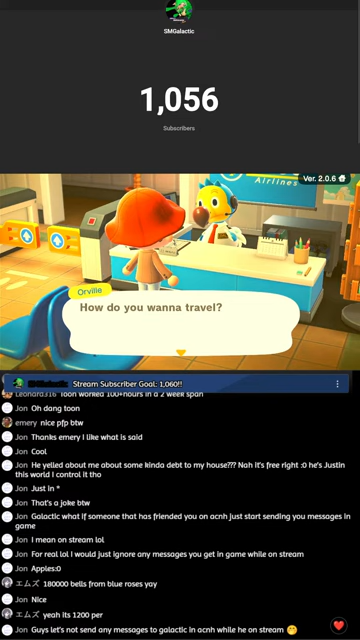 SMGalactic
1,056
Subscribers
Ver. 2.0.6
Airlines
Orville
How do you wanna travel?
SMGalactic Stream Subscriber Goal: 1,060!!
Leonard316 Toon worked 100+hours in a 2 week span
Jon Oh dang toon
emery nice pfp btw
Jon Thanks emery I like what is said
Jon Cool
Jon He yelled about me about some kinda debt to my house??? Nah it's free right :0 he's Justin
this world I control it tho
Jon Just in *
Jon That's a joke btw
Jon Galactic what if someone that has friended you on acnh just start sending you messages in
game
Jon I mean on stream lol
Jon For real lol I would just ignore any messages you get in game while on stream
Jon Apples:0
エムズ 180000 bells from blue roses yay
Jon Nice
エムズ yeah its 1200 per
Jon Guys let's not send any messages to galactic in acnh while he on stream 😁